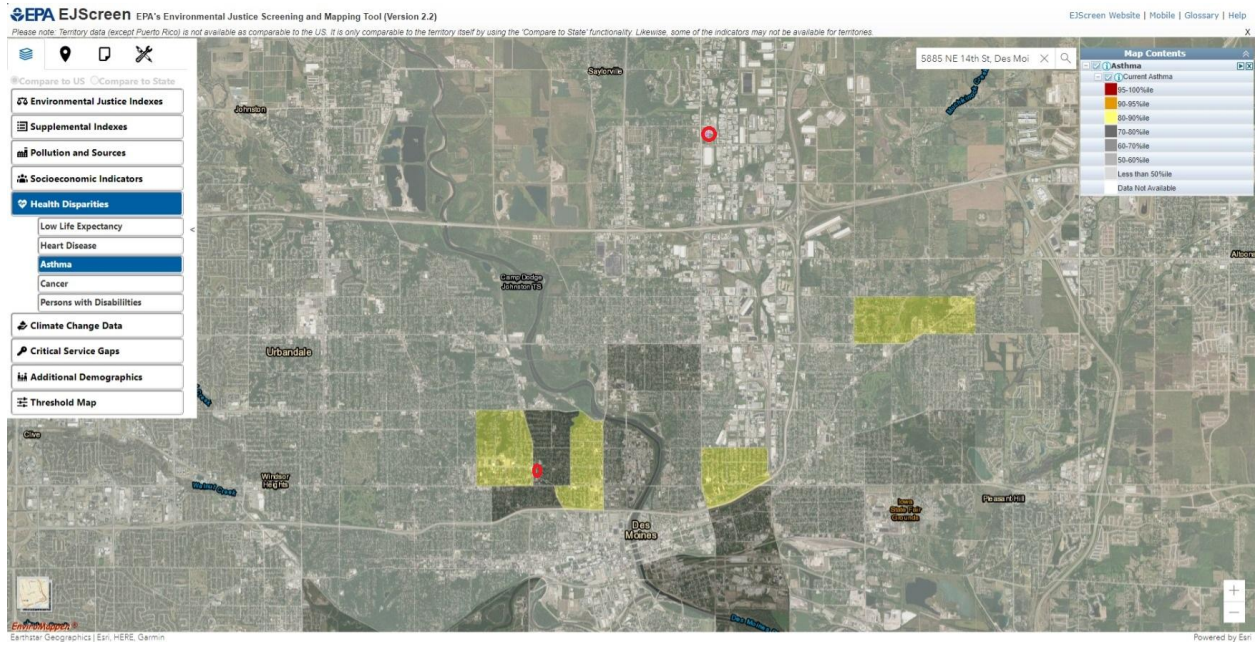 EPA EJScreen EPA's Environmental Justice Screening and Mapping Tool (Version 2.2)
EJScreen Website | Mobile | Glossary | Help
Please note: Territory data (except Puerto Rico) is not available as comparable to the US. It is only comparable to the territory itself by using the 'Compare to State' functionality. Likewise, some of the indicators may not be available for territories.
X
Compare to US Compare to State
Environmental Justice Indexes
Supplemental Indexes
Pollution and Sources
Socioeconomic Indicators
Health Disparities
Low Life Expectancy
Heart Disease
Asthma
Cancer
Persons with Disabilities
Climate Change Data
Critical Service Gaps
Additional Demographics
Threshold Map
<
5885 NE 14th St, Des Moi
Map Contents
Asthma
Current Asthma
95-100%ile
90-95%ile
80-90%ile
70-80%ile
60-70%ile
50-60%ile
Less than 50%ile
Data Not Available
Saylorville
Johnston
Camp Dodge
Johnston TS
Urbandale
Clive
Windsor
Heights
Walnut Creek
Des
Moines
Iowa
State Fair
Grounds
Pleasant Hill
Altoona
Des Moines
EnviroMapper
Earthstar Geographics | Esri, HERE, Garmin
Powered by Esri